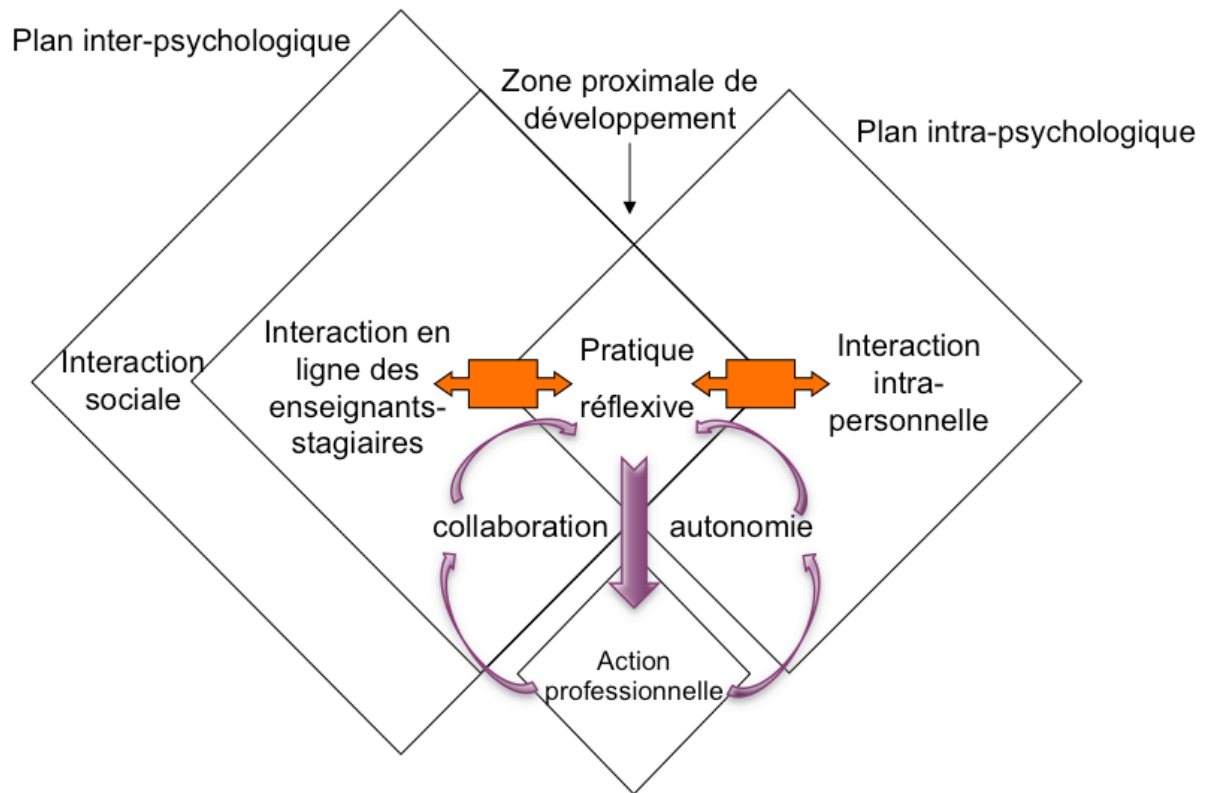 Plan inter-psychologique
Zone proximale de
développement
Plan intra-psychologique
Interaction
sociale
Interaction en
ligne des
enseignants-
stagiaires
Pratique
réflexive
Interaction
intra-
personnelle
collaboration
autonomie
Action
professionnelle